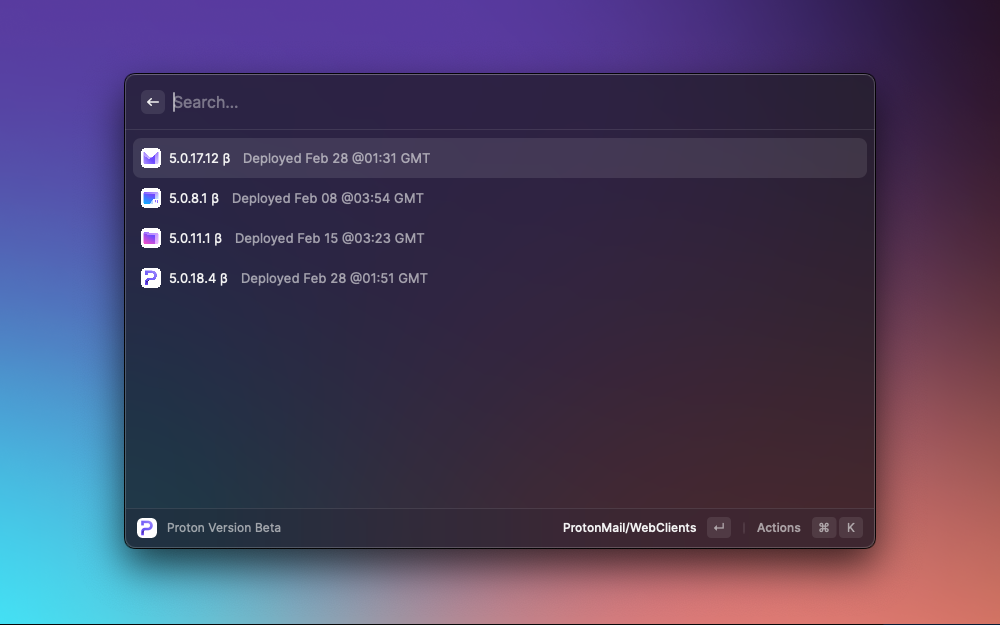 Search...
5.0.17.12 β Deployed Feb 28 @01:31 GMT
5.0.8.1 β Deployed Feb 08 @03:54 GMT
5.0.11.1 β Deployed Feb 15 @03:23 GMT
5.0.18.4 β Deployed Feb 28 @01:51 GMT
Proton Version Beta ProtonMail/WebClients ↵ | Actions ⌘ K